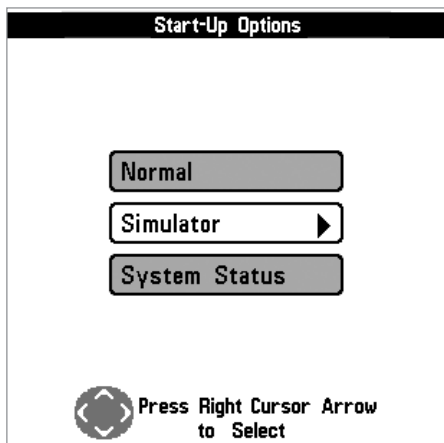 Start-Up Options
Normal
Simulator
System Status
Press Right Cursor Arrow
to Select